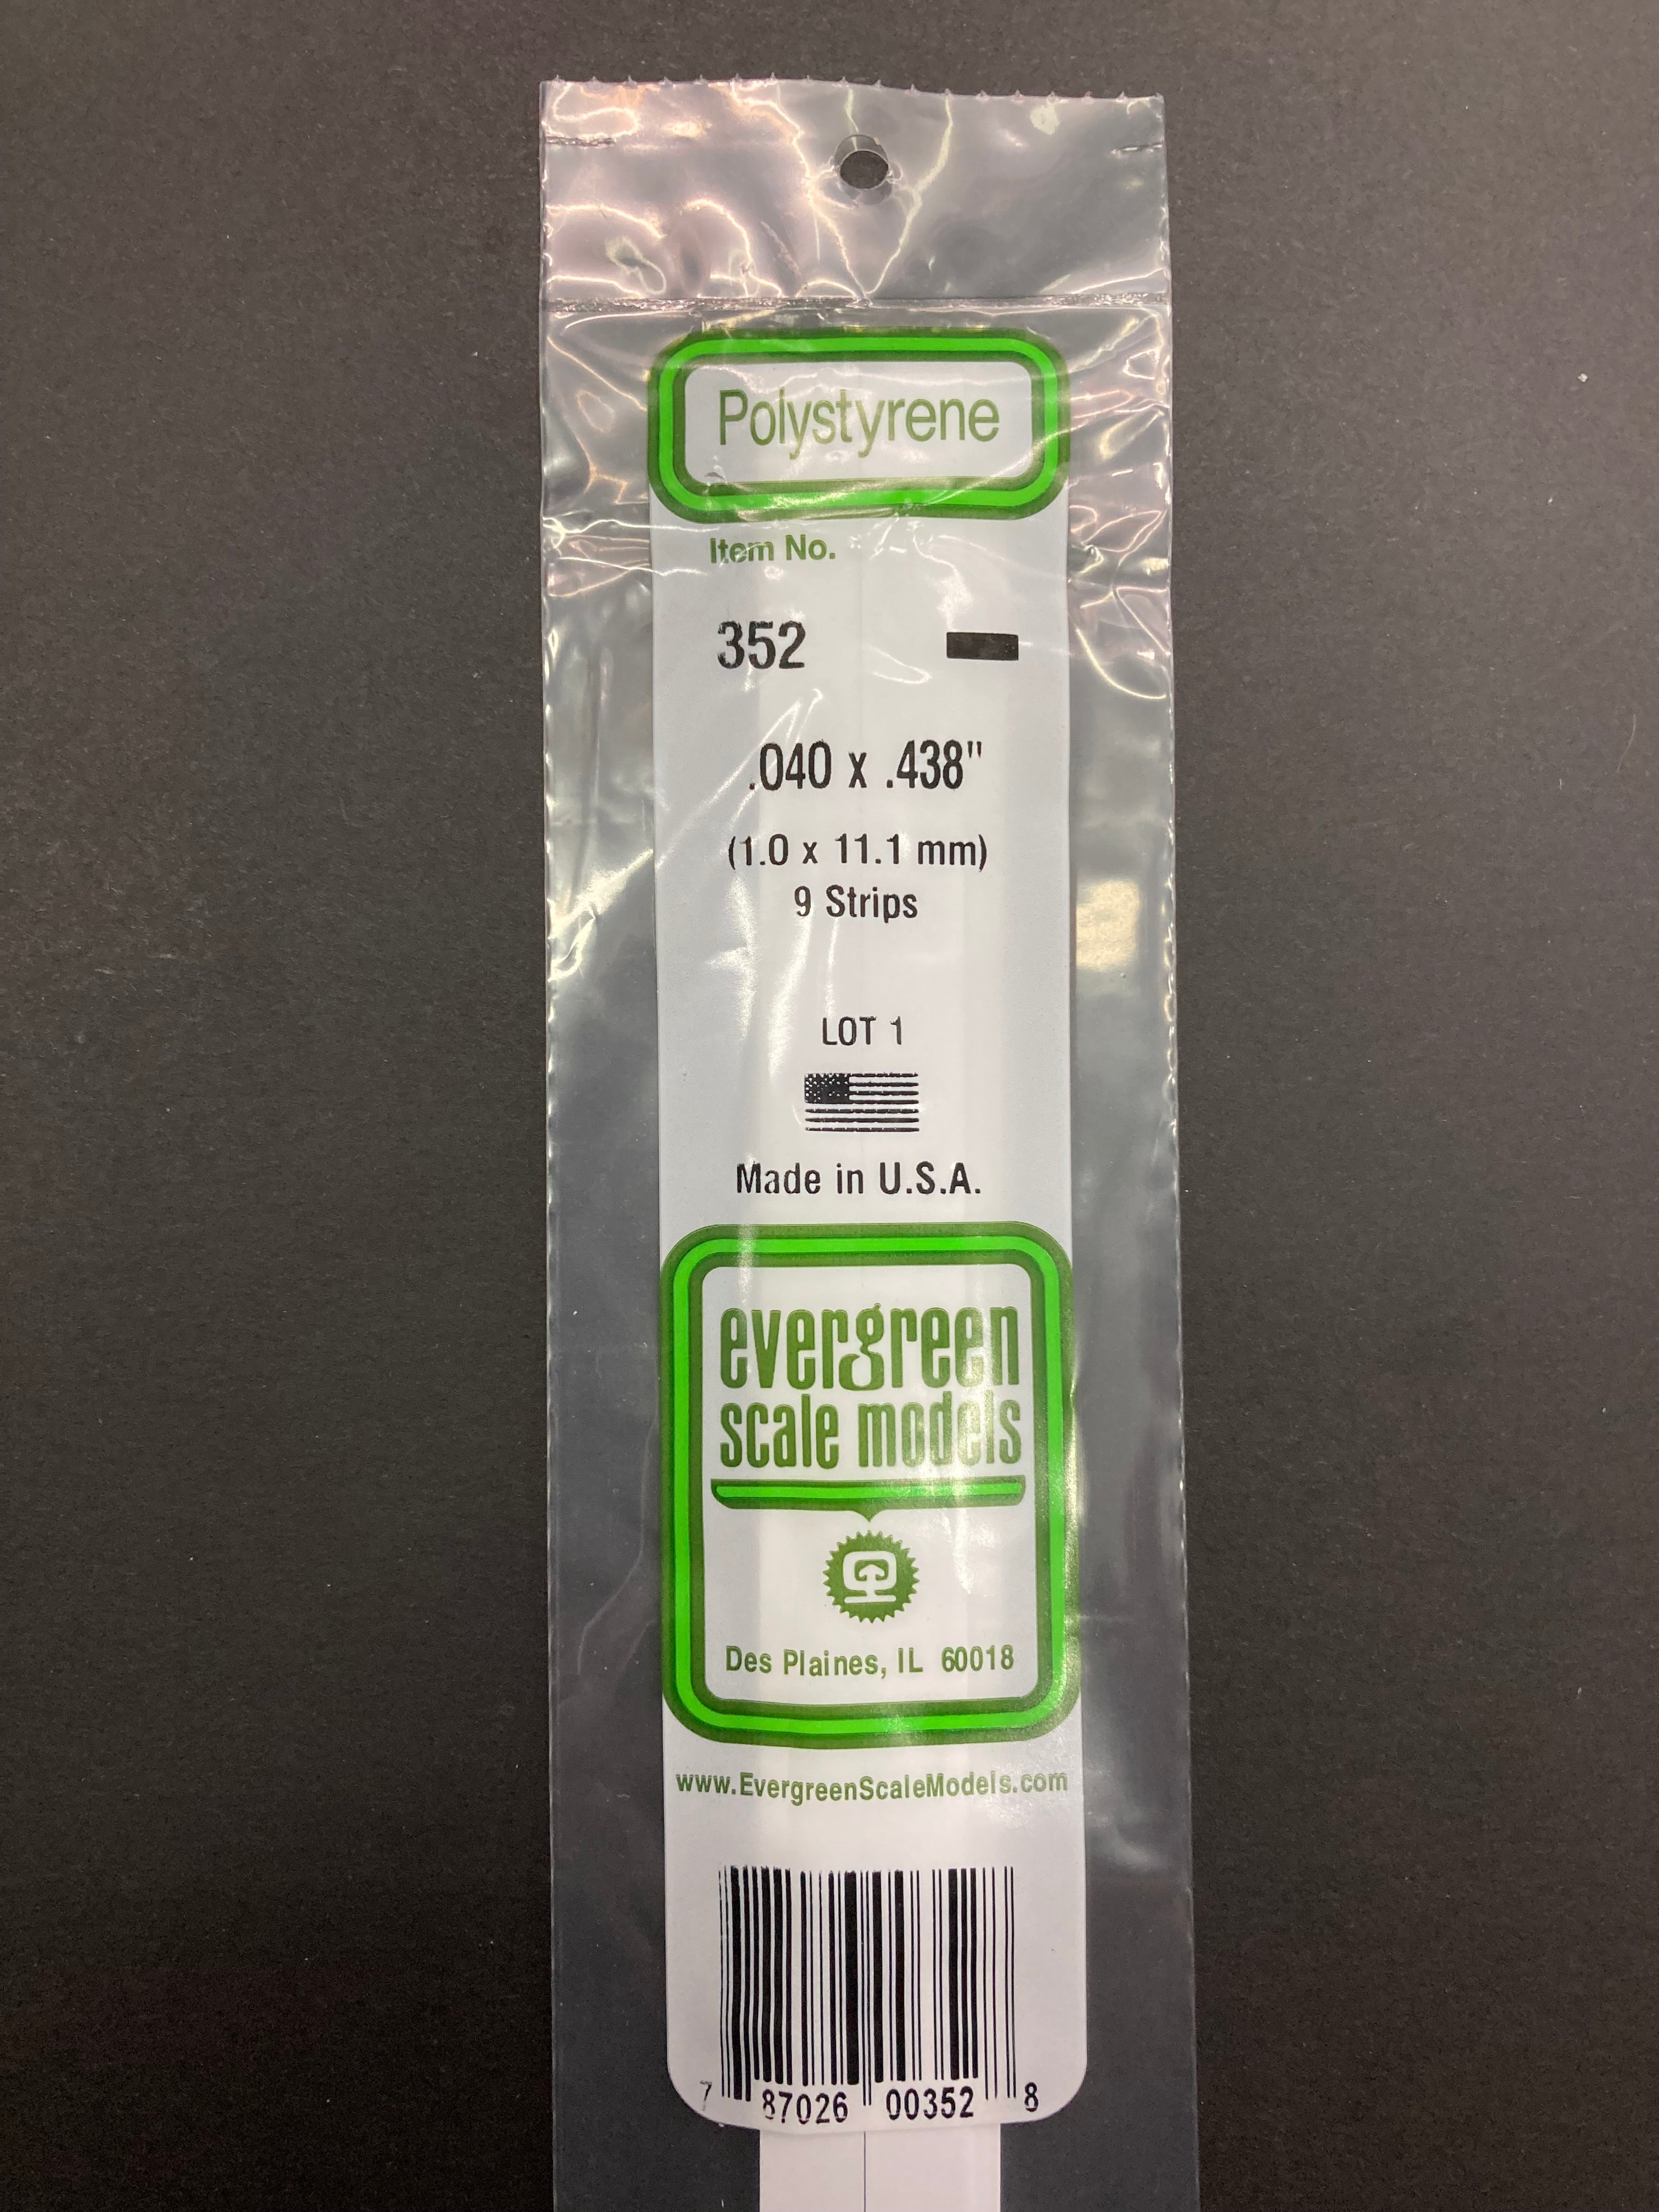 Polystyrene
Item No.
352
.040 x .438"
(1.0 x 11.1 mm)
9 Strips
LOT 1
Made in U.S.A.
evergreen
scale models
Des Plaines, IL 60018
www.EvergreenScaleModels.com
7 87026 00352 8